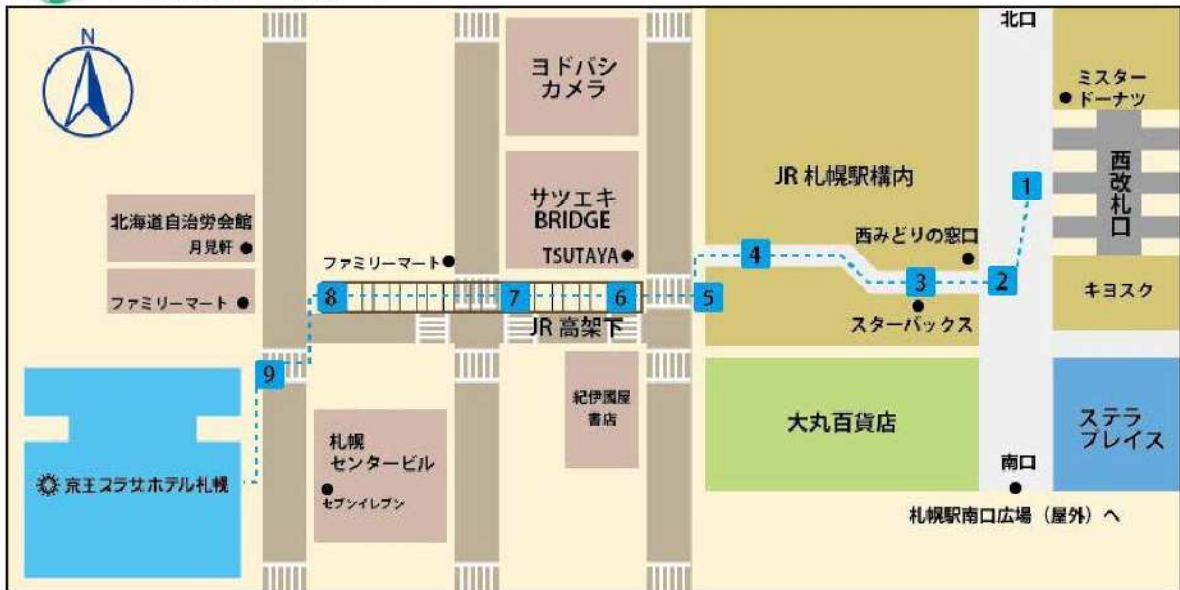 N
北口
ヨドバシ
カメラ
ミスター
ドーナツ
西改札口
1
JR 札幌駅構内
サツエキ
BRIDGE
北海道自治労会館
月見軒
西みどりの窓口
TSUTAYA
4
ファミリーマート
2
3
キヨスク
ファミリーマート
8
7
6
5
スターバックス
JR 高架下
9
紀伊國屋
書店
大丸百貨店
ステラ
プレイス
札幌
センタービル
セブンイレブン
南口
京王プラザホテル札幌
札幌駅南口広場（屋外）へ